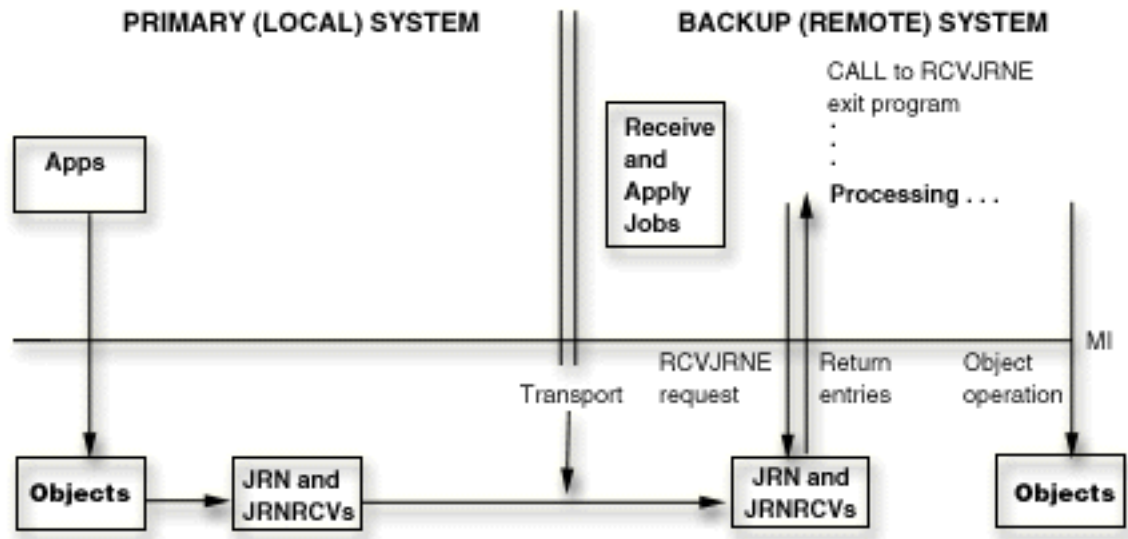 PRIMARY (LOCAL) SYSTEM
BACKUP (REMOTE) SYSTEM
CALL to RCVJRNE
exit program
.
.
.
Processing . . .
Receive
and
Apply
Jobs
Apps
MI
RCVJRNE
request
Return
entries
Object
operation
Transport
Objects
JRN and
JRNRCVs
JRN and
JRNRCVs
Objects